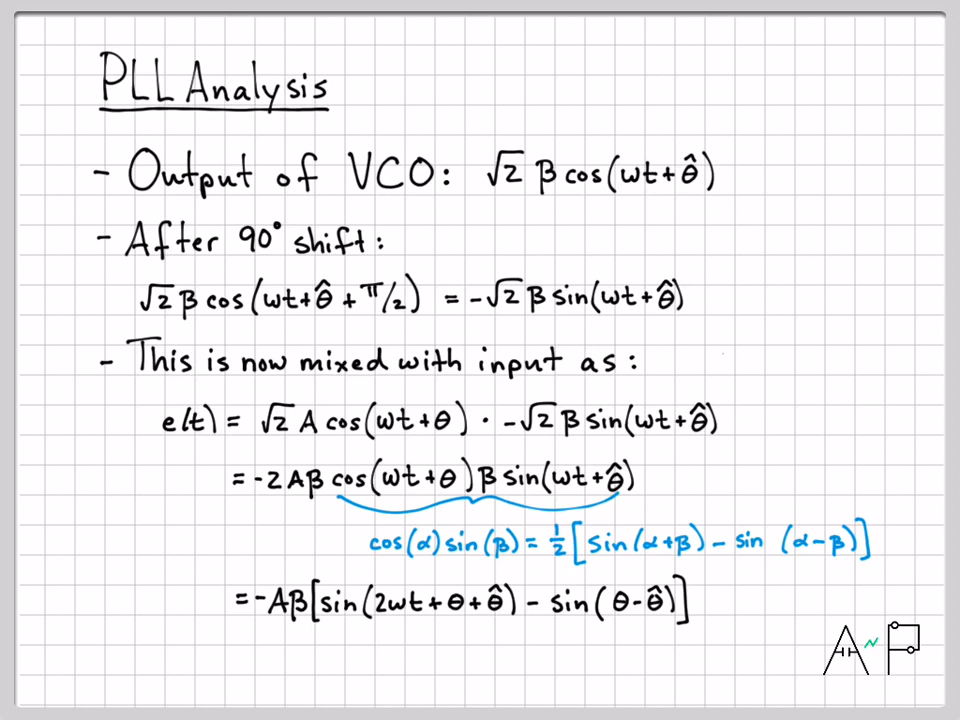 PLL Analysis
- Output of VCO: √2 β cos(ωt+θ̂)
- After 90° shift:
√2 β cos(ωt+θ̂+π/2) = -√2 β sin(ωt+θ̂)
- This is now mixed with input as:
e(t) = √2 A cos(ωt+θ) · -√2 β sin(ωt+θ̂)
= -2 Aβ cos(ωt+θ) β sin(ωt+θ̂)
cos(α) sin(β) = 1/2 [sin(α+β) - sin (α-β)]
= -Aβ[sin(2ωt+θ+θ̂) - sin(θ-θ̂)]
A~P